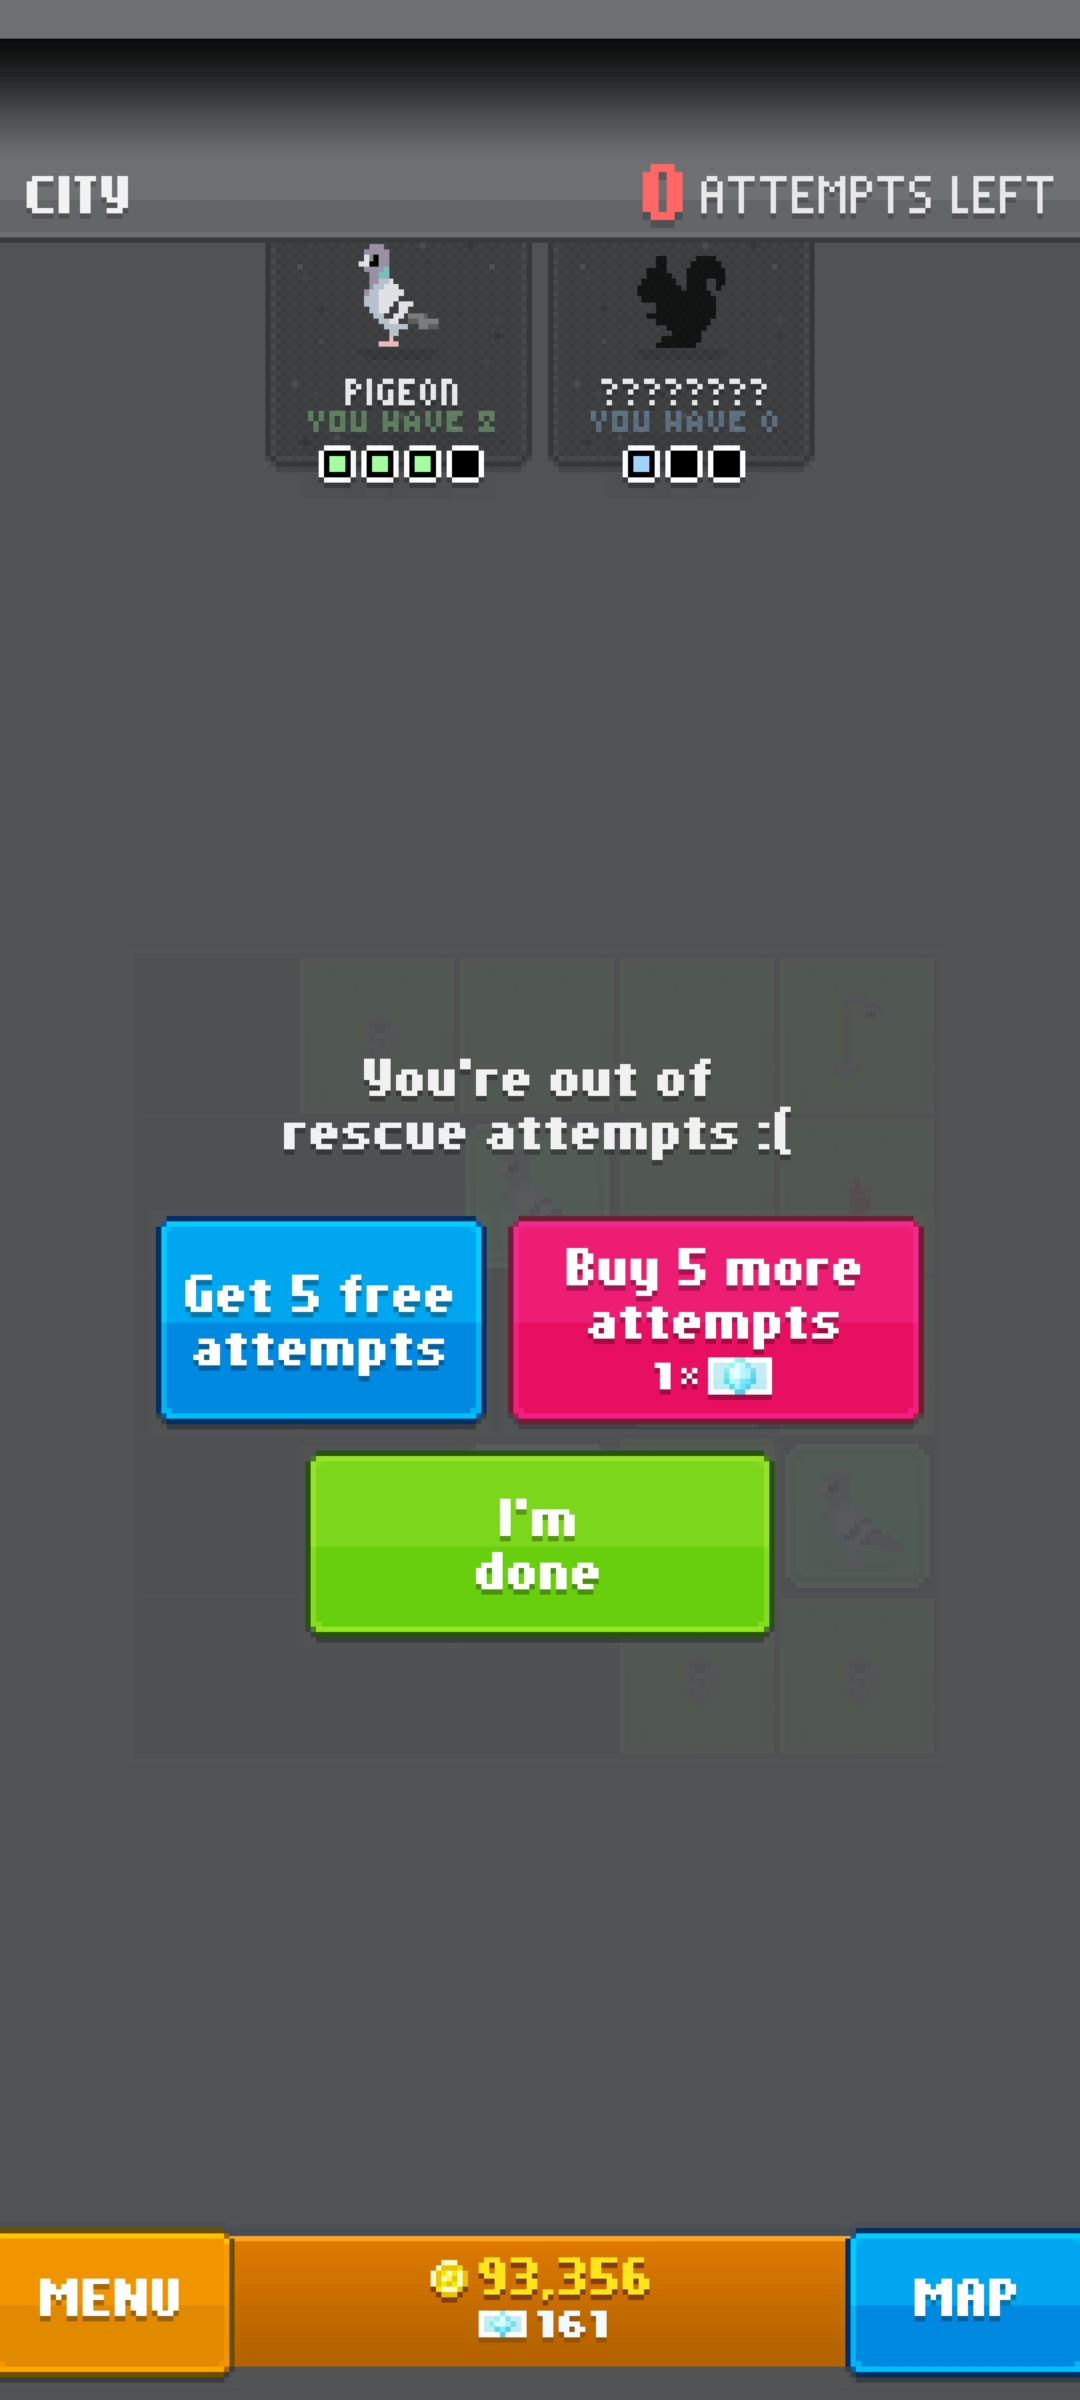 CITY
0 ATTEMPTS LEFT
PIGEON
YOU HAVE 2
????????
YOU HAVE 0
You're out of
rescue attempts :(
Get 5 free
attempts
Buy 5 more
attempts
1×
I'm
done
MENU
93,356
161
MAP